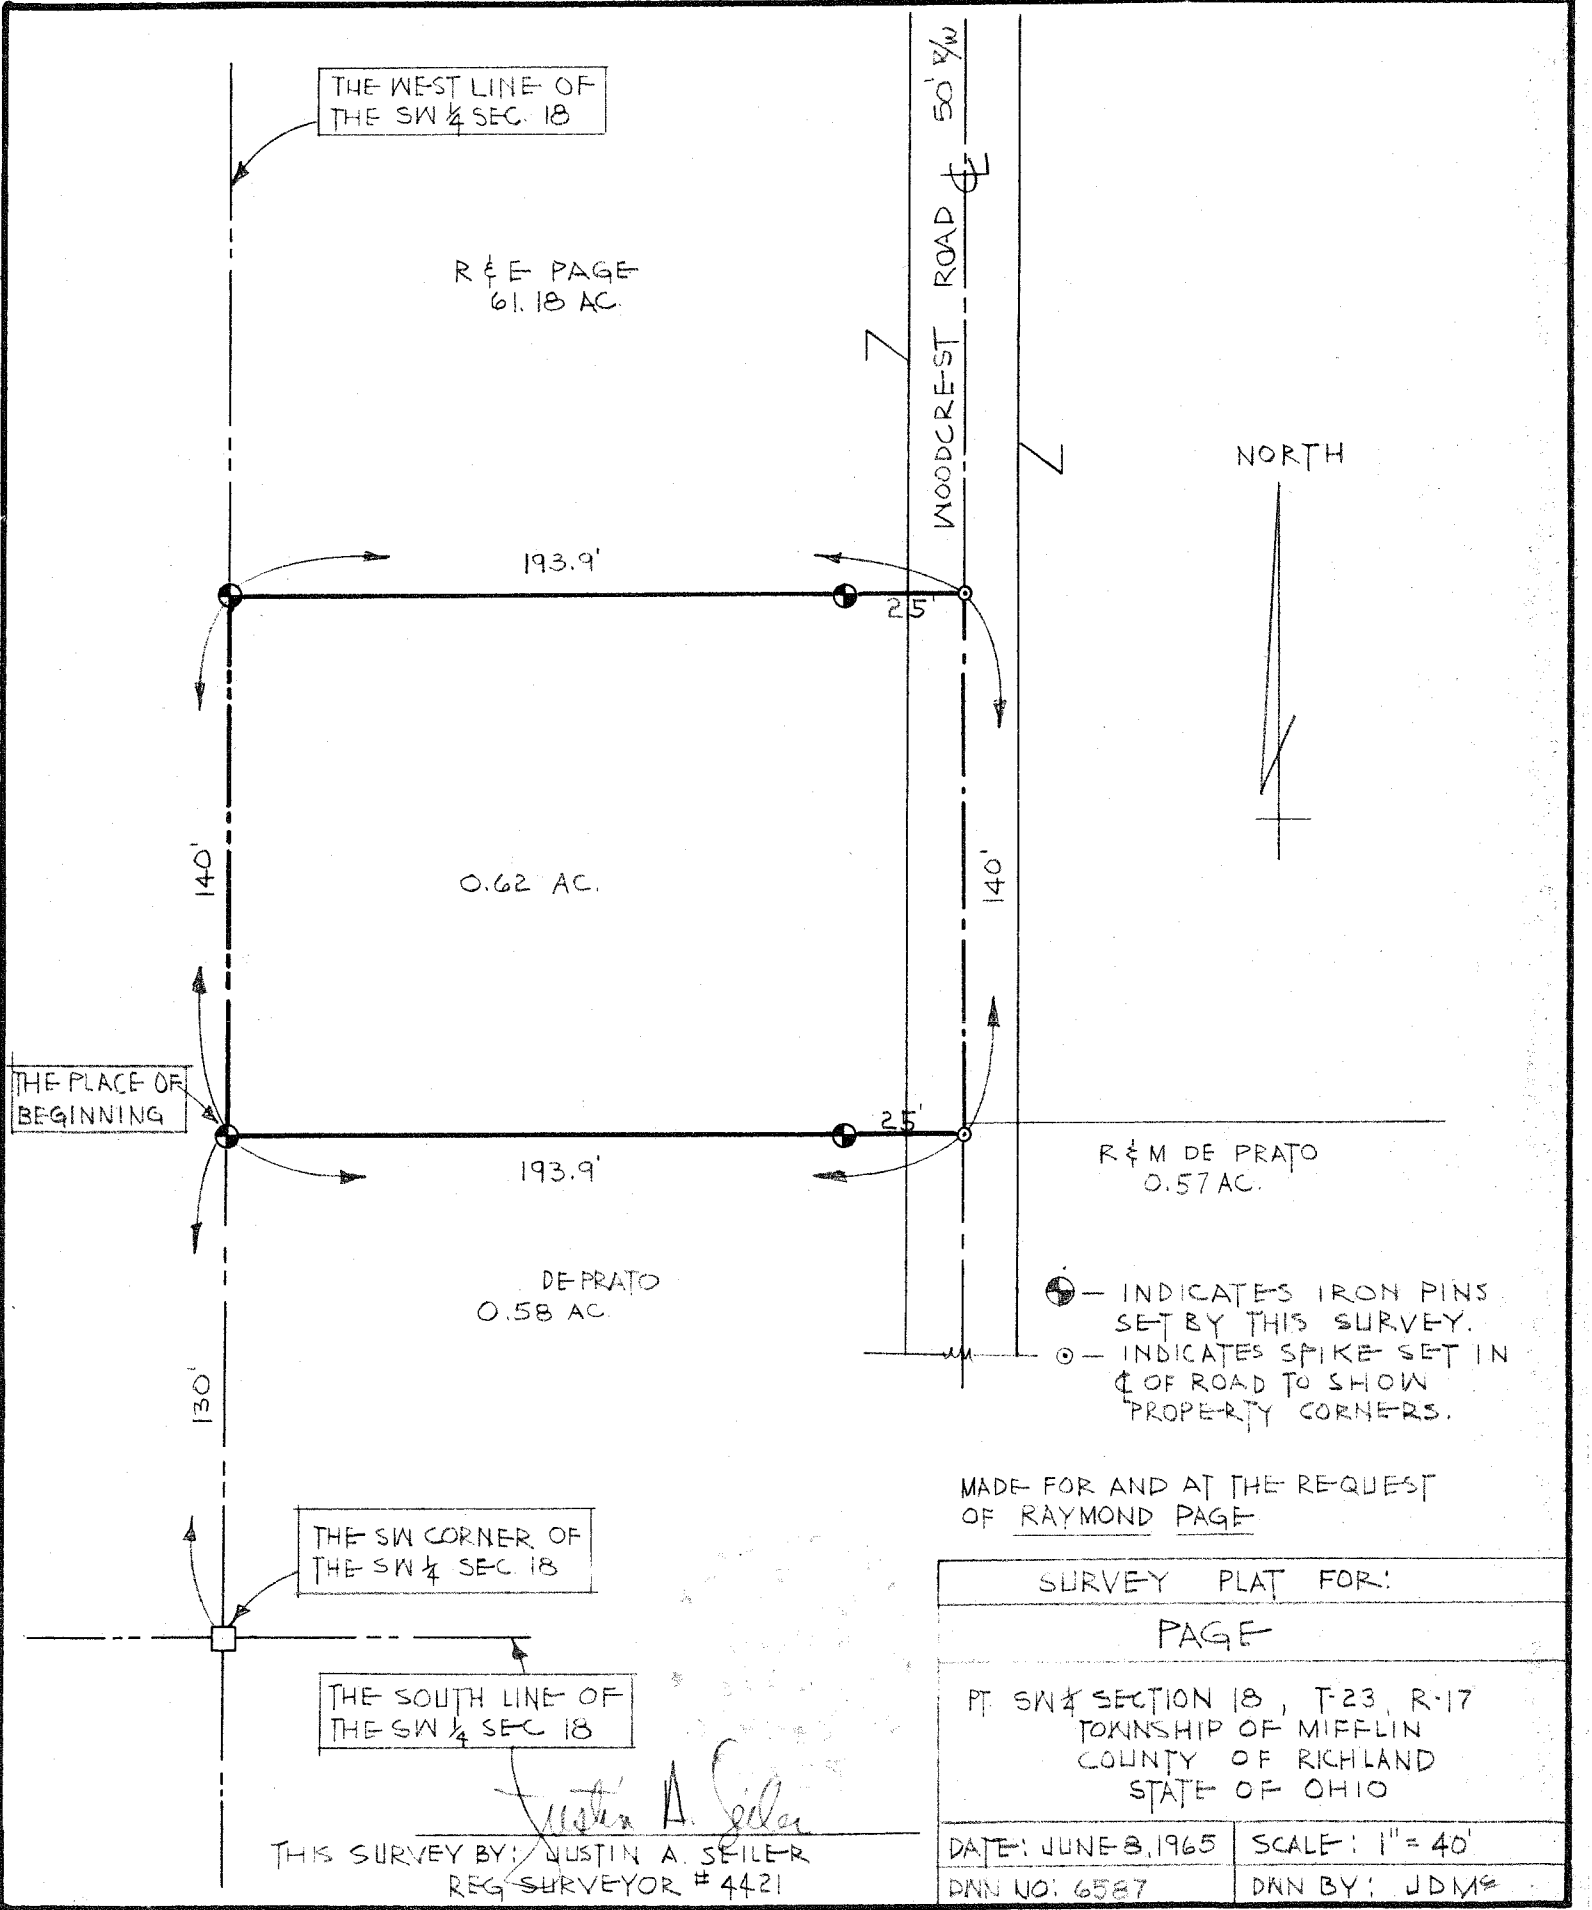 THE WEST LINE OF
THE SW ¼ SEC. 18
R & E PAGE
61.18 AC.
WOODCREST ROAD ℄ 50' R/W
NORTH
193.9'
25'
140'
0.62 AC.
140'
THE PLACE OF
BEGINNING
25'
193.9'
R & M DE PRATO
0.57 AC.
DE PRATO
0.58 AC.
130'
— INDICATES IRON PINS
SET BY THIS SURVEY.
— INDICATES SPIKE SET IN
℄ OF ROAD TO SHOW
PROPERTY CORNERS.
MADE FOR AND AT THE REQUEST
OF RAYMOND PAGE
THE SW CORNER OF
THE SW ¼ SEC. 18
THE SOUTH LINE OF
THE SW ¼ SEC 18
Justin A. Seiler
THIS SURVEY BY: JUSTIN A. SEILER
REG SURVEYOR # 4421
SURVEY PLAT FOR:
PAGE
PT. SW ¼ SECTION 18, T-23, R-17
TOWNSHIP OF MIFFLIN
COUNTY OF RICHLAND
STATE OF OHIO
DATE: JUNE 8, 1965
SCALE: 1" = 40'
DWN NO: 6587
DWN BY: JDMc